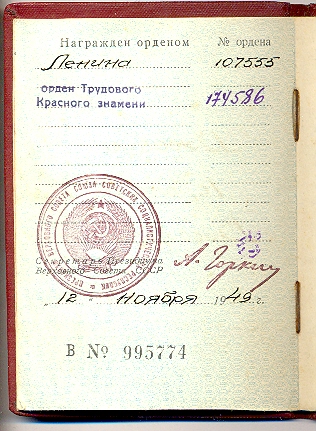 Награжден орденом № ордена
Ленина 107555
орден Трудового
Красного знамени 174586
Секретарь Президиума
Верховного Совета СССР
А. Горкин
„12" Ноября 1949 г.
В № 995774